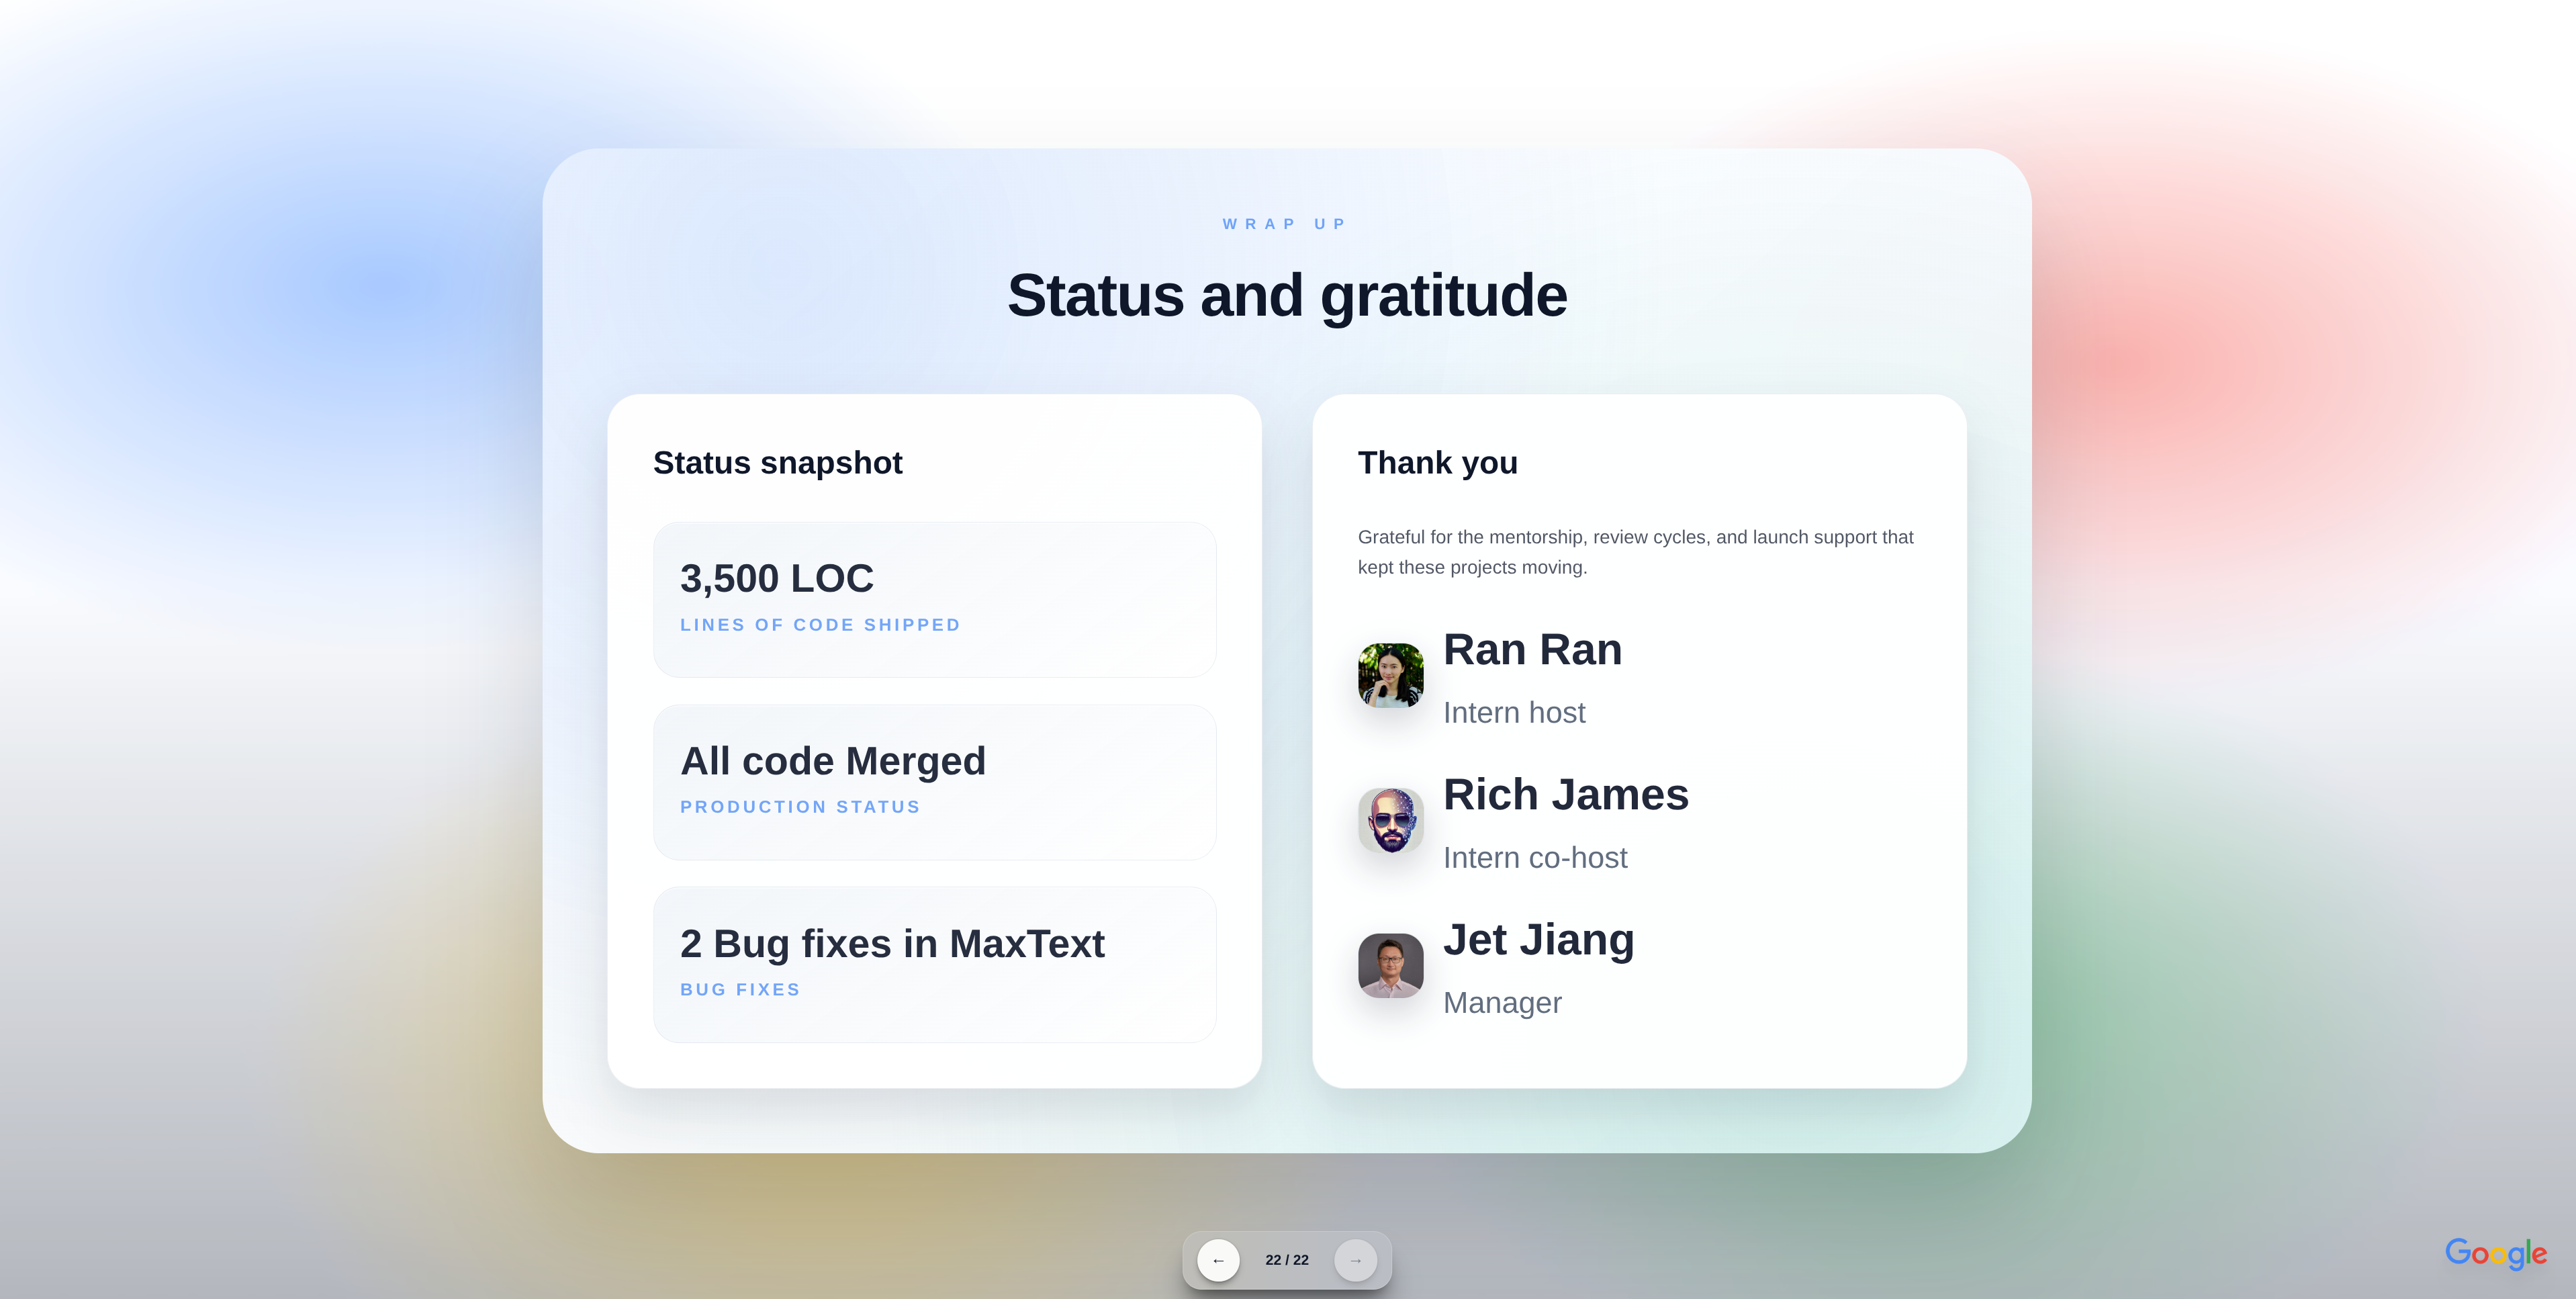 WRAP UP
Status and gratitude
Status snapshot
3,500 LOC
LINES OF CODE SHIPPED
All code Merged
PRODUCTION STATUS
2 Bug fixes in MaxText
BUG FIXES
Thank you
Grateful for the mentorship, review cycles, and launch support that
kept these projects moving.
Ran Ran
Intern host
Rich James
Intern co-host
Jet Jiang
Manager
← 22 / 22 →
Google